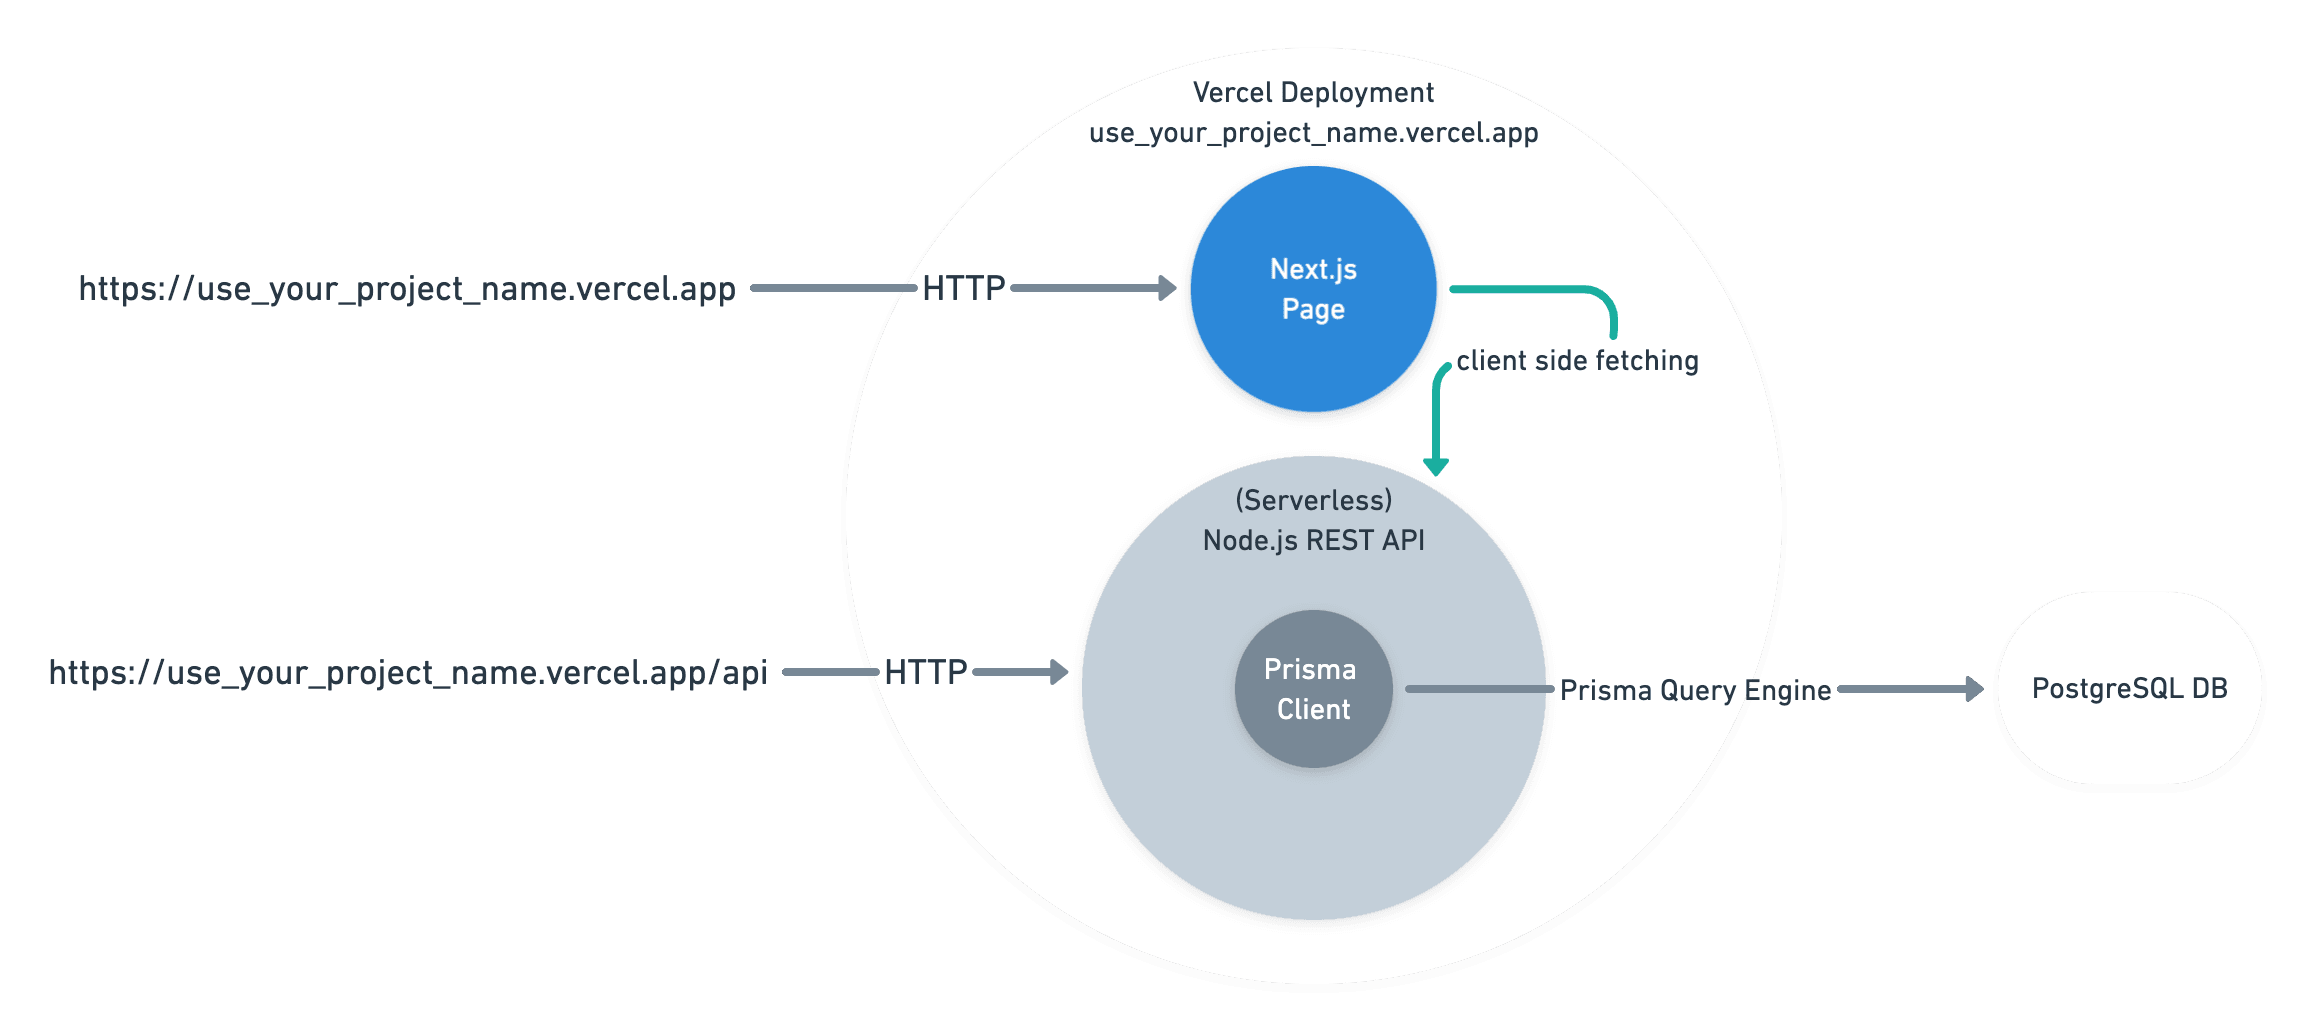 Vercel Deployment
use_your_project_name.vercel.app
https://use_your_project_name.vercel.app
HTTP
Next.js
Page
client side fetching
(Serverless)
Node.js REST API
https://use_your_project_name.vercel.app/api
HTTP
Prisma
Client
Prisma Query Engine
PostgreSQL DB